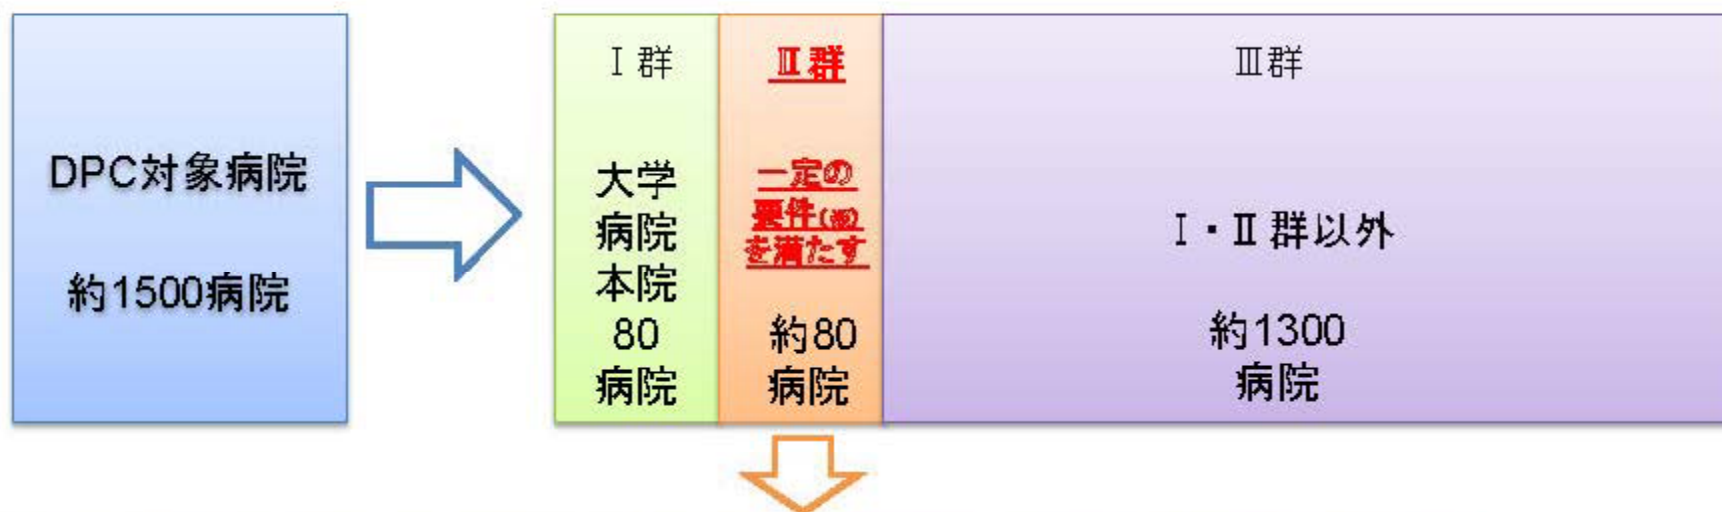 DPC対象病院
約1500病院
Ⅰ群
大学
病院
本院
80
病院
Ⅱ群
一定の
要件
を満たす
約80
病院
Ⅲ群
Ⅰ・Ⅱ群以外
約1300
病院